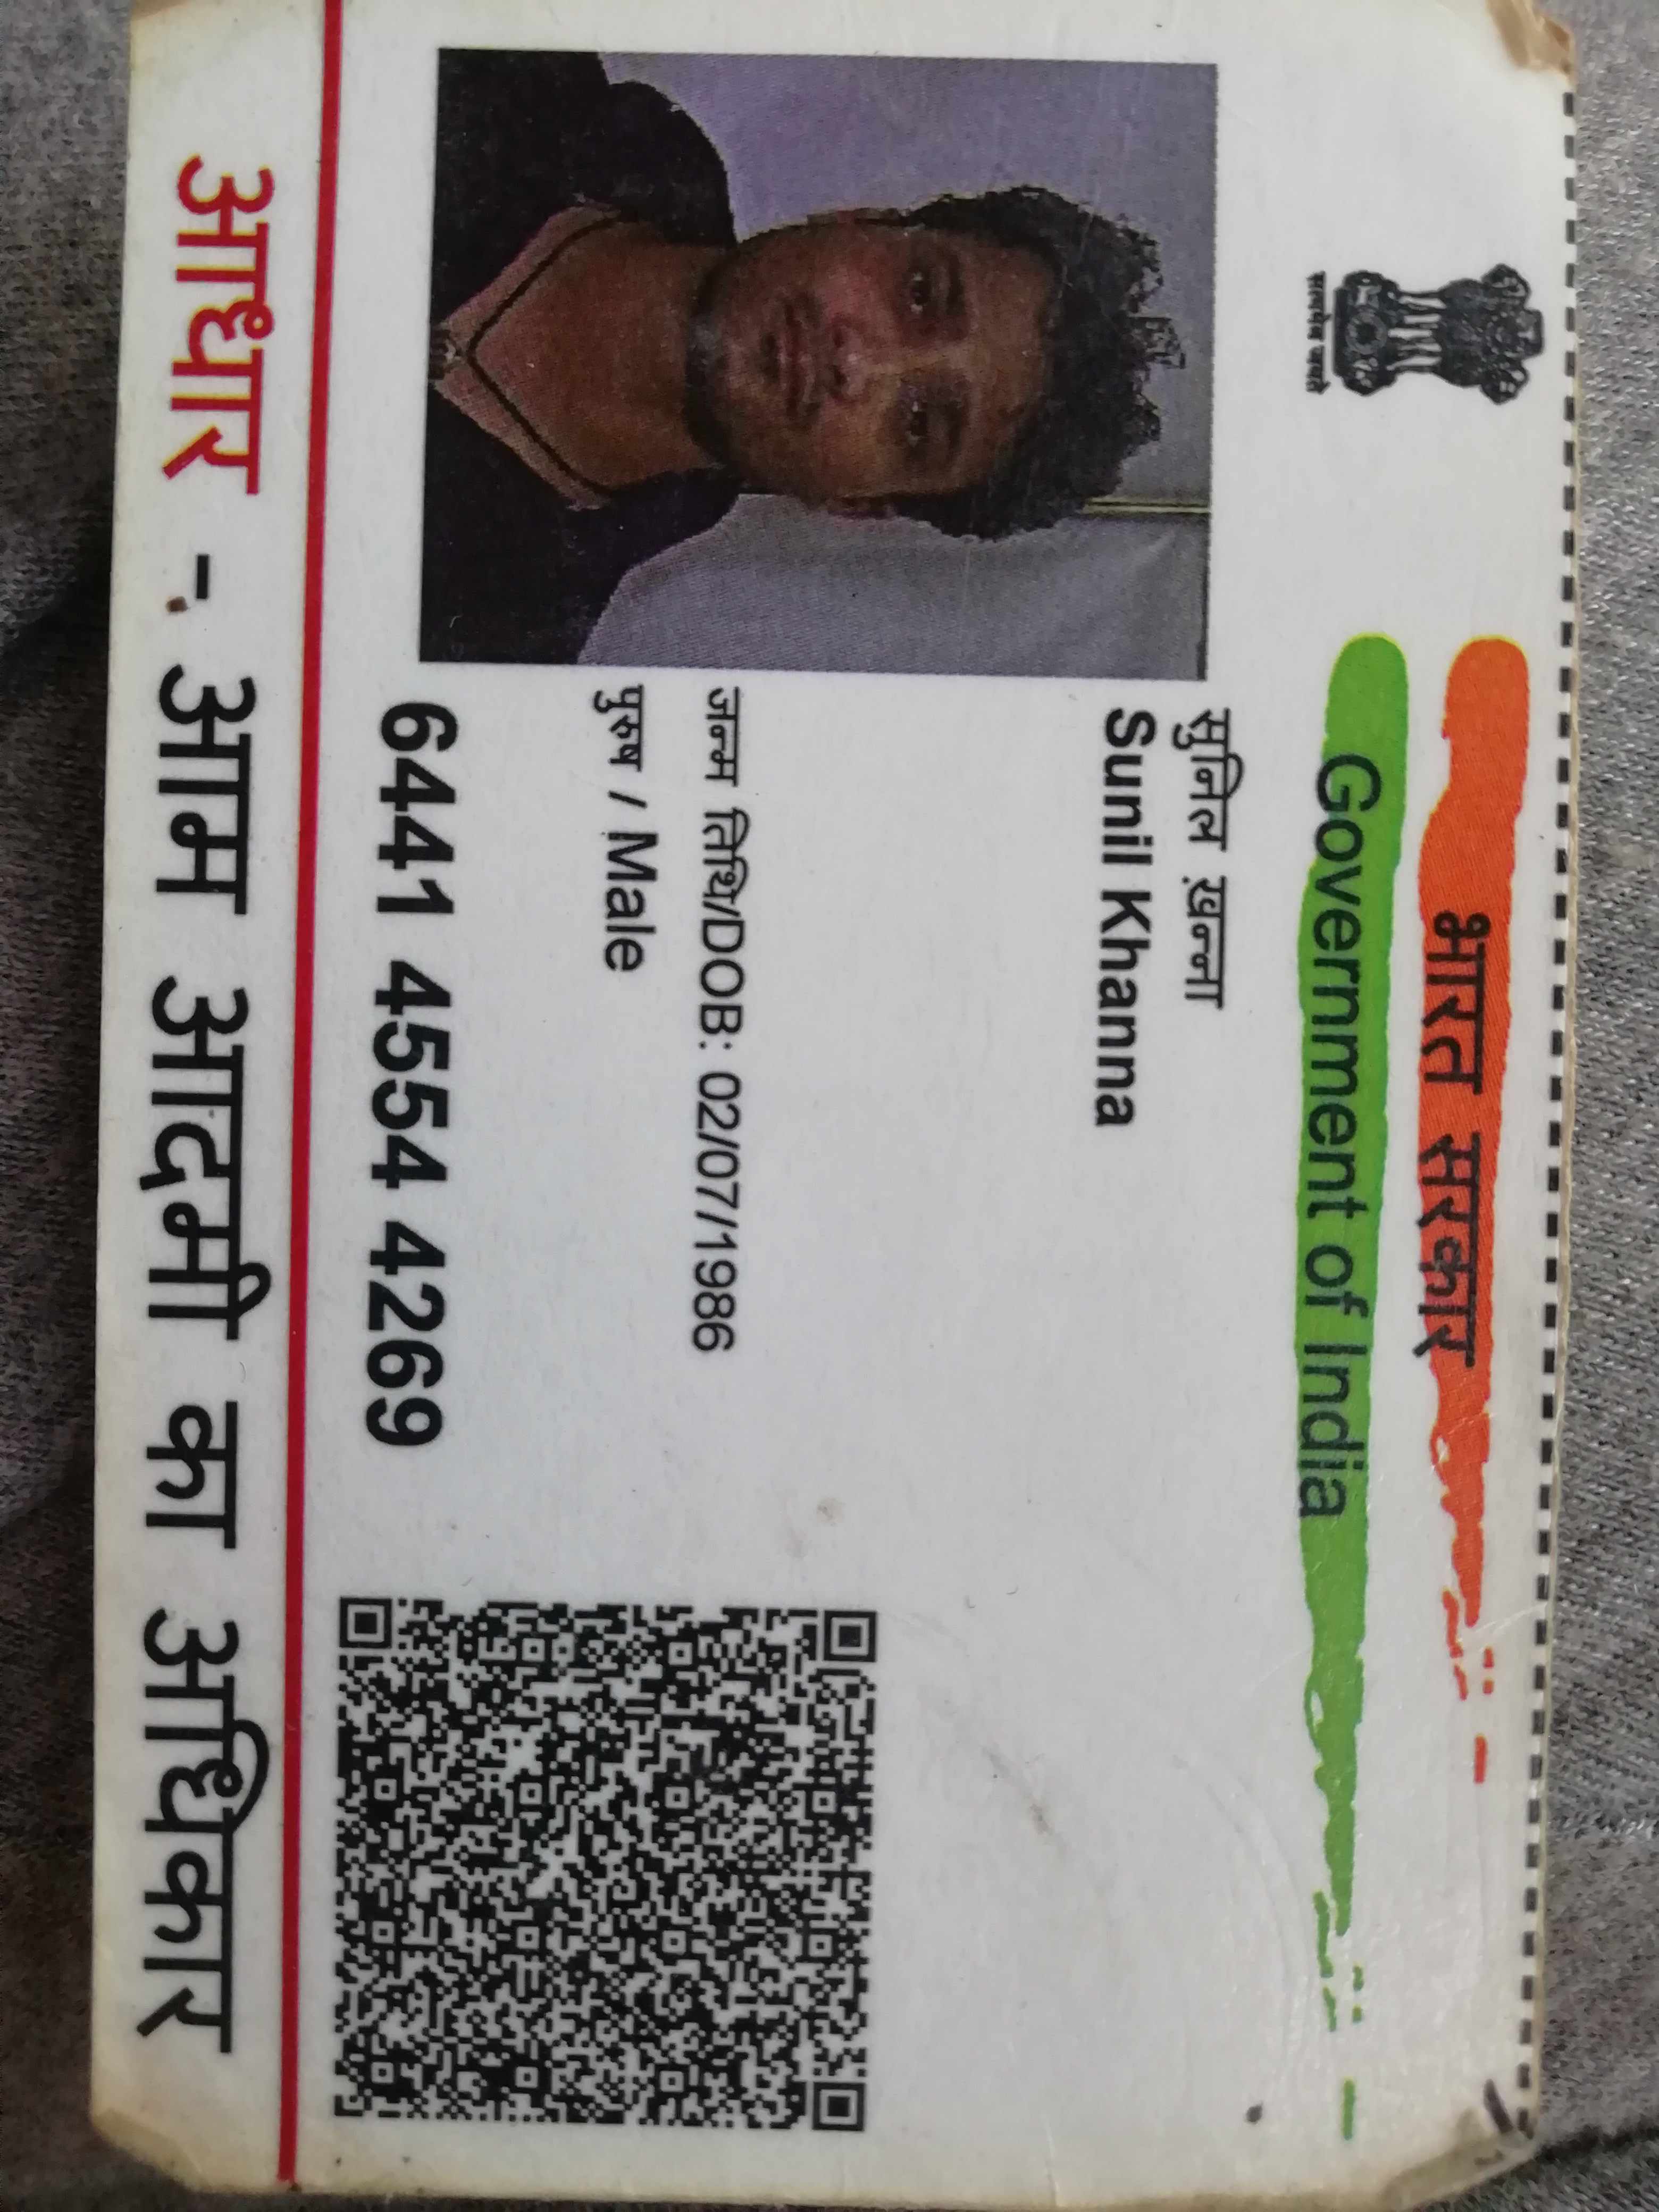 भारत सरकार
Government of India
सत्यमेव जयते
सुनित ख़न्ना
Sunil Khanna
जन्म तिथि/DOB: 02/07/1986
पुरुष / Male
6441 4554 4269
आधार - आम आदमी का अधिकार